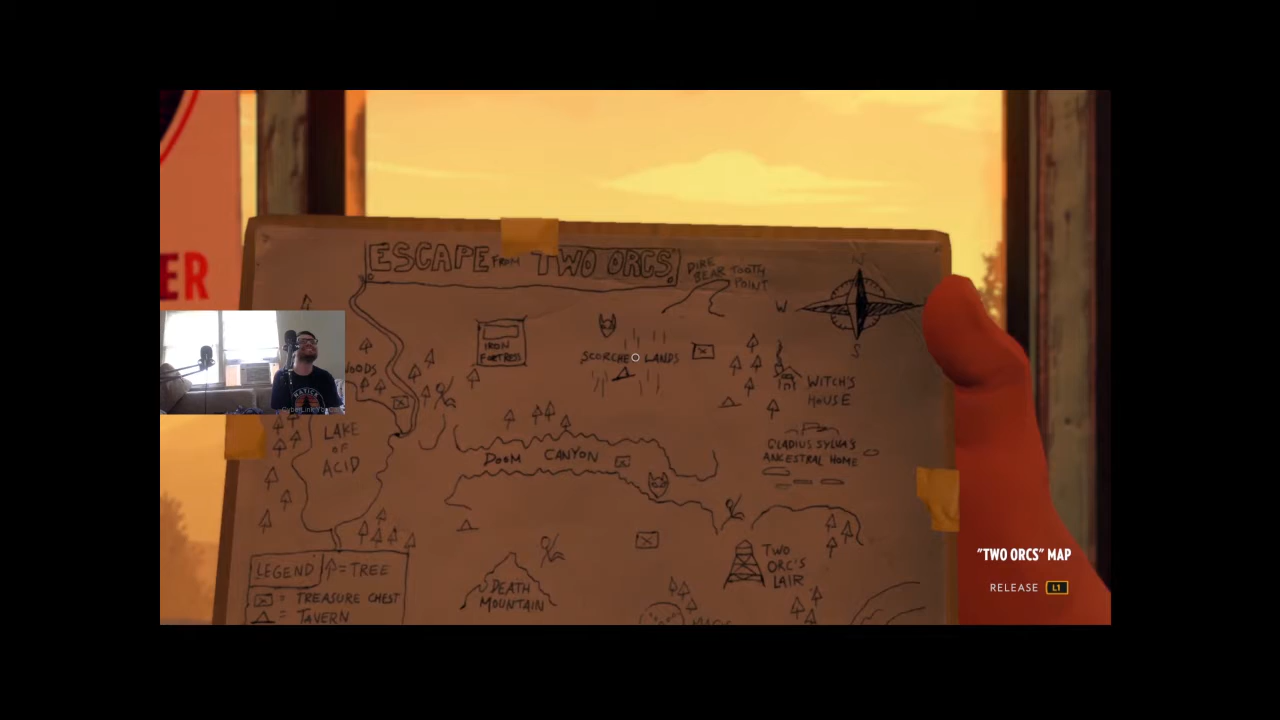 ESCAPE FROM TWO ORCS
DIRE
BEAR TOOTH
POINT
N
W
S
ER
IRON
FORTRESS
SCORCHED LANDS
WOODS
WITCH'S
HOUSE
LAKE
OF
ACID
DOOM CANYON
GLADIUS SYLVA'S
ANCESTRAL HOME
TWO
ORC'S
LAIR
LEGEND
= TREE
= TREASURE CHEST
= TAVERN
DEATH
MOUNTAIN
"TWO ORCS" MAP
RELEASE L1